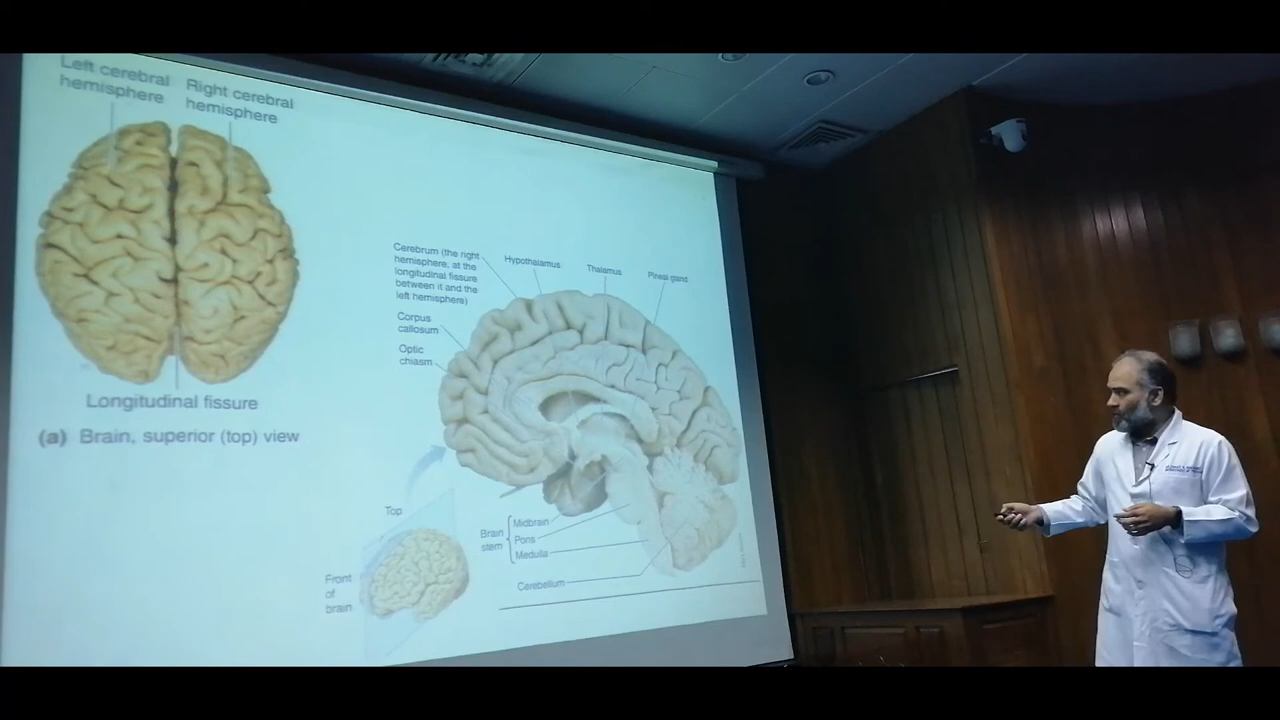 Left cerebral
hemisphere
Right cerebral
hemisphere
Longitudinal fissure
(a) Brain, superior (top) view
Cerebrum (the right
hemisphere, at the
longitudinal fissure
between it and the
left hemisphere)
Hypothalamus
Thalamus
Pineal gland
Corpus
callosum
Optic
chiasm
Top
Front
of
brain
Brain
stem
Midbrain
Pons
Medulla
Cerebellum